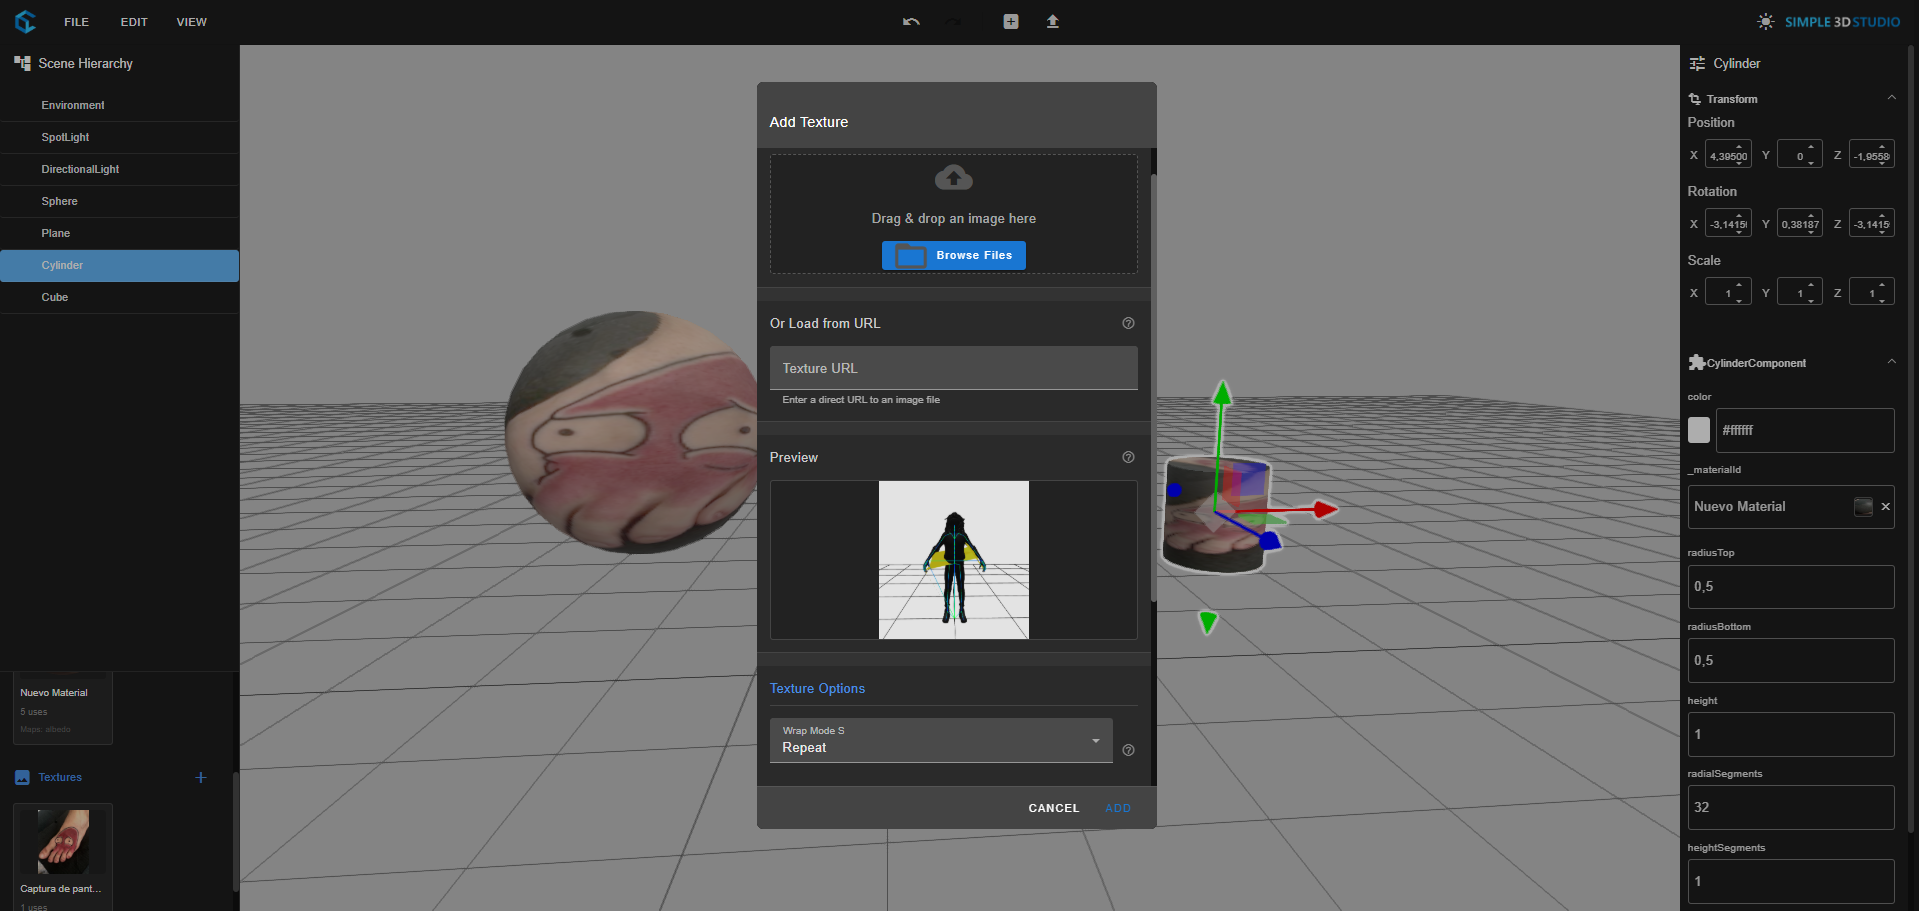 FILE EDIT VIEW
SIMPLE 3D STUDIO
Scene Hierarchy
Environment
SpotLight
DirectionalLight
Sphere
Plane
Cylinder
Cube
Nuevo Material
5 uses
Maps: albedo
Textures
Captura de pant...
1 uses
Add Texture
Drag & drop an image here
Browse Files
Or Load from URL
Texture URL
Enter a direct URL to an image file
Preview
Texture Options
Wrap Mode S
Repeat
CANCEL ADD
Cylinder
Transform
Position
X 4,39500 Y 0 Z -1,9558
Rotation
X -3,1415 Y 0,38187 Z -3,1415
Scale
X 1 Y 1 Z 1
CylinderComponent
color
#ffffff
_materialId
Nuevo Material
radiusTop
0,5
radiusBottom
0,5
height
1
radialSegments
32
heightSegments
1